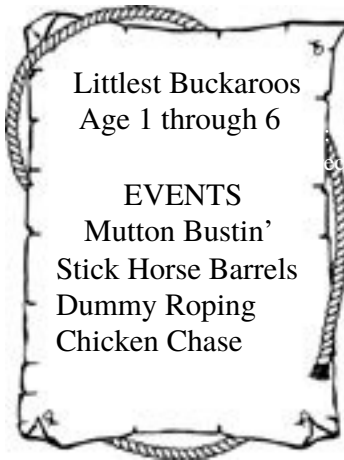 Littlest Buckaroos
Age 1 through 6
EVENTS
Mutton Bustin’
Stick Horse Barrels
Dummy Roping
Chicken Chase